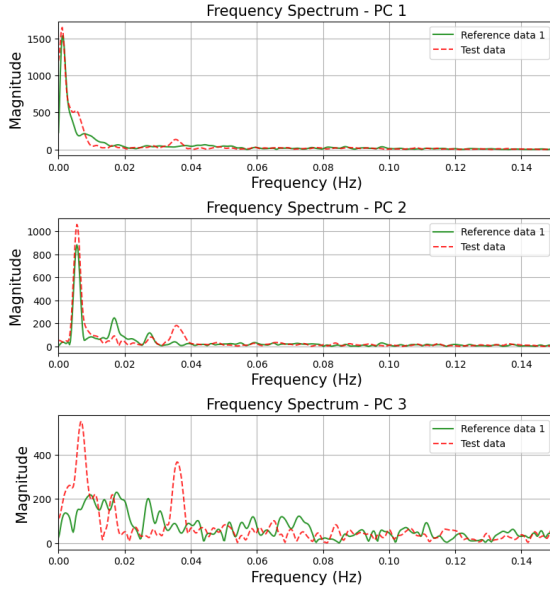 Frequency Spectrum - PC 1
Magnitude
1500
1000
500
0
Reference data 1
Test data
0.00 0.02 0.04 0.06 0.08 0.10 0.12 0.14
Frequency (Hz)
Frequency Spectrum - PC 2
Magnitude
1000
800
600
400
200
0
Reference data 1
Test data
0.00 0.02 0.04 0.06 0.08 0.10 0.12 0.14
Frequency (Hz)
Frequency Spectrum - PC 3
Magnitude
400
200
0
Reference data 1
Test data
0.00 0.02 0.04 0.06 0.08 0.10 0.12 0.14
Frequency (Hz)